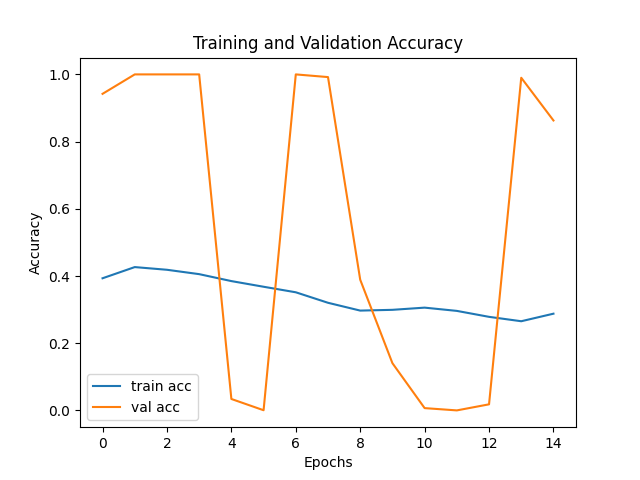 Training and Validation Accuracy
1.0
0.8
0.6
0.4
0.2
0.0
Accuracy
train acc
val acc
0 2 4 6 8 10 12 14
Epochs